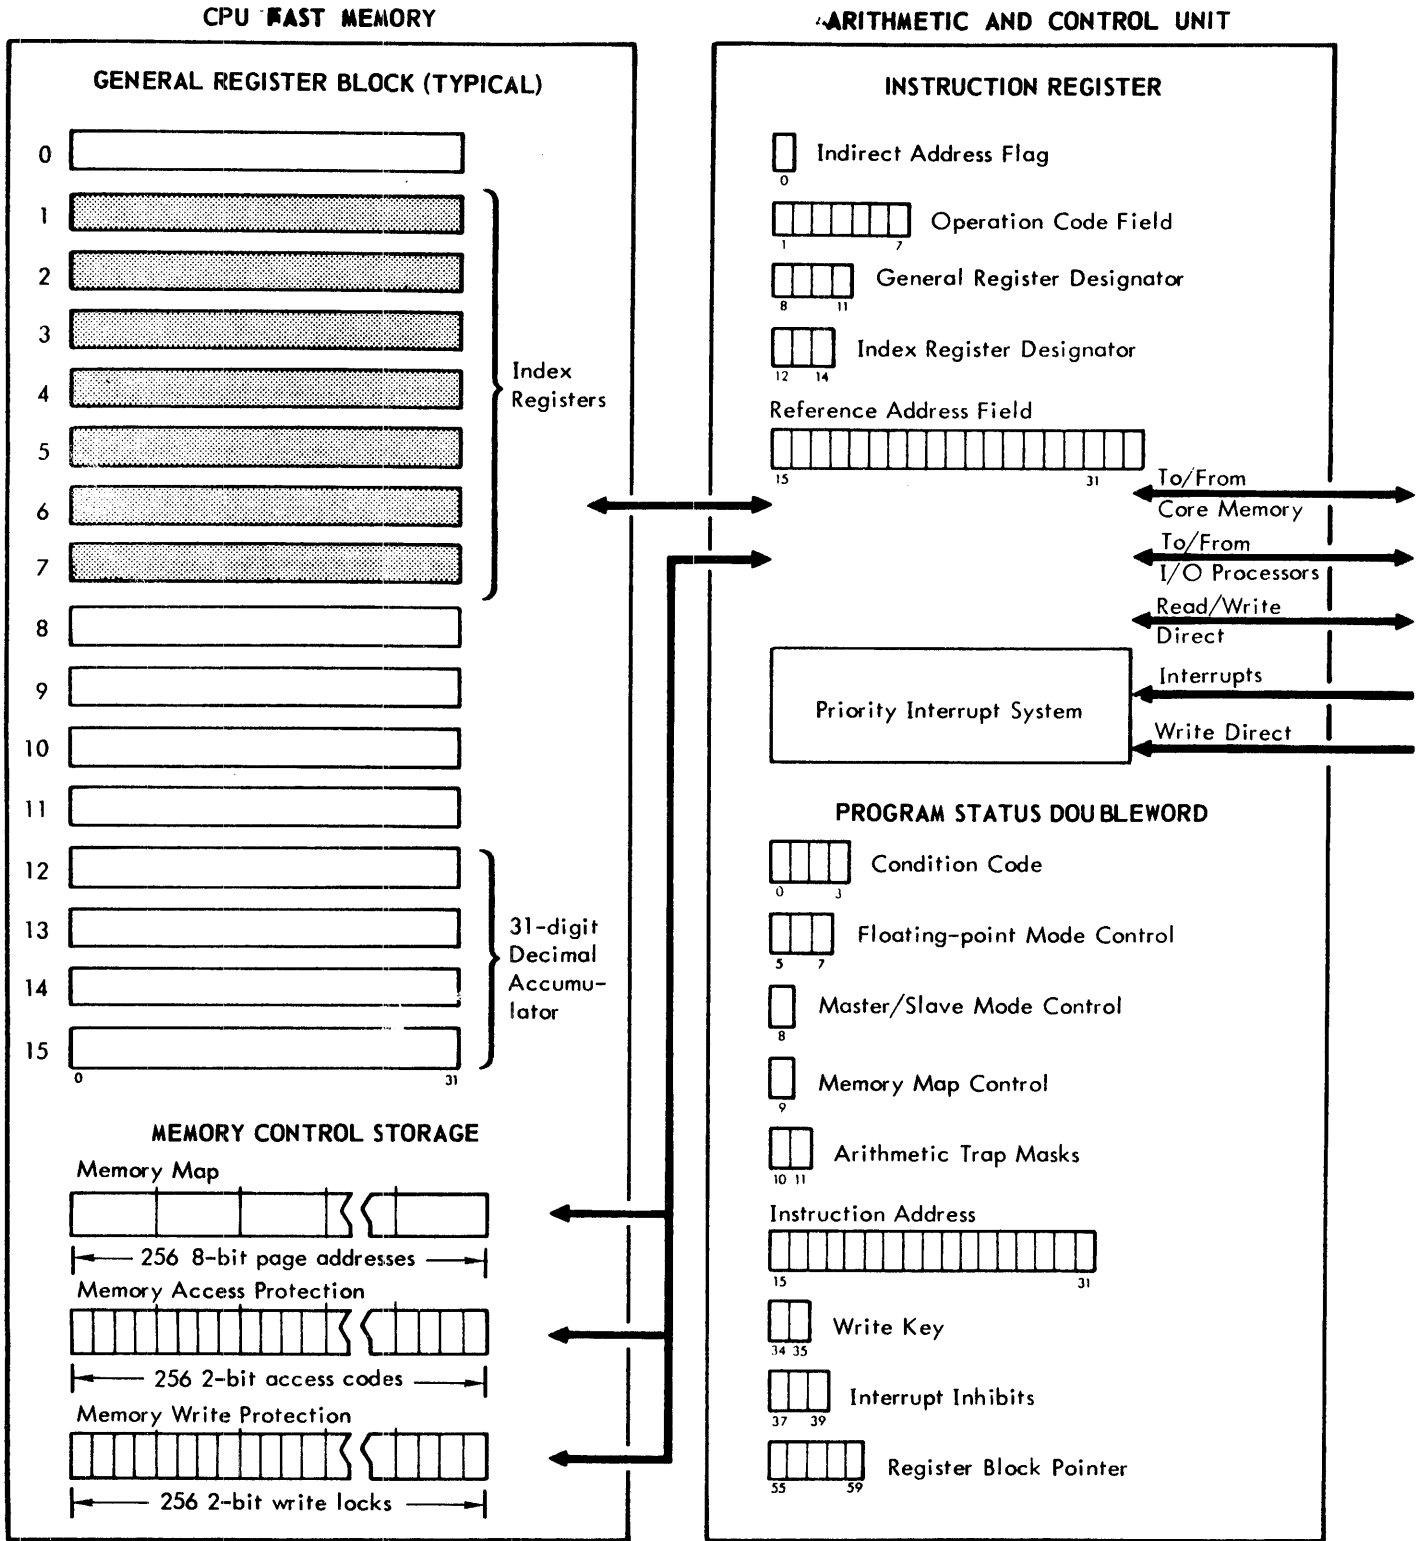 CPU FAST MEMORY
GENERAL REGISTER BLOCK (TYPICAL)
0
1
2
3
4
5
6
7
Index
Registers
8
9
10
11
12
13
14
15
31-digit
Decimal
Accumu-
lator
0 31
MEMORY CONTROL STORAGE
Memory Map
256 8-bit page addresses
Memory Access Protection
256 2-bit access codes
Memory Write Protection
256 2-bit write locks
ARITHMETIC AND CONTROL UNIT
INSTRUCTION REGISTER
Indirect Address Flag
0
Operation Code Field
1 7
General Register Designator
8 11
Index Register Designator
12 14
Reference Address Field
15 31
To/From
Core Memory
To/From
I/O Processors
Read/Write
Direct
Interrupts
Priority Interrupt System
Write Direct
PROGRAM STATUS DOUBLEWORD
Condition Code
0 3
Floating-point Mode Control
5 7
Master/Slave Mode Control
8
Memory Map Control
9
Arithmetic Trap Masks
10 11
Instruction Address
15 31
Write Key
34 35
Interrupt Inhibits
37 39
Register Block Pointer
55 59